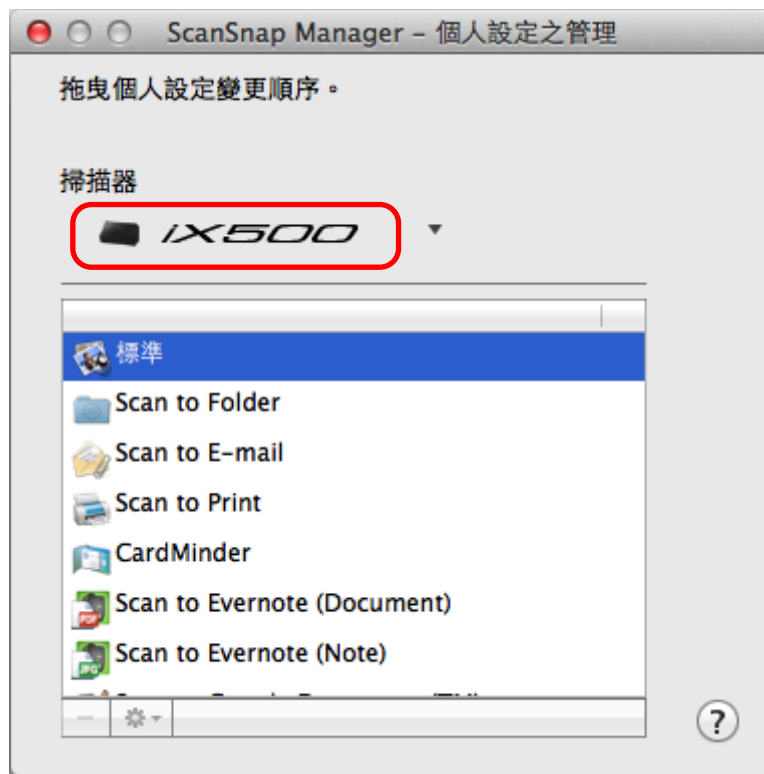 ScanSnap Manager – 個人設定之管理
拖曳個人設定變更順序。
掃描器
iX500
標準
Scan to Folder
Scan to E-mail
Scan to Print
CardMinder
Scan to Evernote (Document)
Scan to Evernote (Note)
?